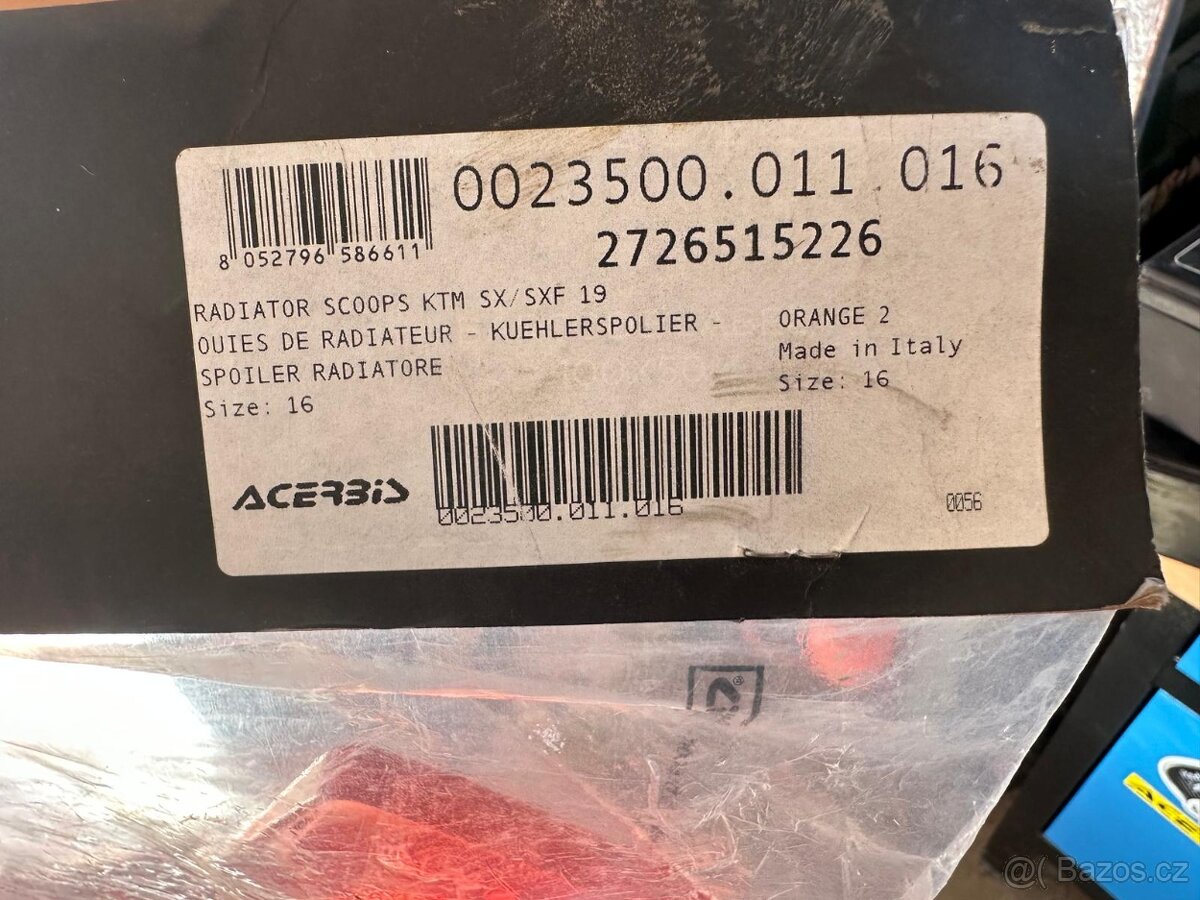 0023500.011.016
2726515226
8 052796 586611
RADIATOR SCOOPS KTM SX/SXF 19
OUIES DE RADIATEUR - KUEHLERSPOLIER -
SPOILER RADIATORE
Size: 16
ORANGE 2
Made in Italy
Size: 16
ACERBIS
0023500.011.016
0056
Bazos.cz